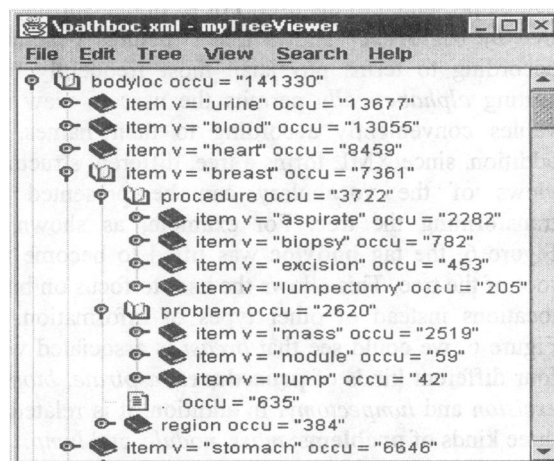 \pathboc.xml - myTreeViewer
File Edit Tree View Search Help
bodyloc occu = "141330"
item v = "lung" occu = "13677"
item v = "blood" occu = "13655"
item v = "heart" occu = "8459"
item v = "breast" occu = "7361"
procedure occu = "3722"
item v = "aspirate" occu = "2282"
item v = "biopsy" occu = "782"
item v = "excision" occu = "453"
item v = "lumpectomy" occu = "205"
problem occu = "2620"
item v = "mass" occu = "2519"
item v = "nodule" occu = "59"
item v = "lump" occu = "42"
occu = "635"
region occu = "384"
item v = "stomach" occu = "6646"